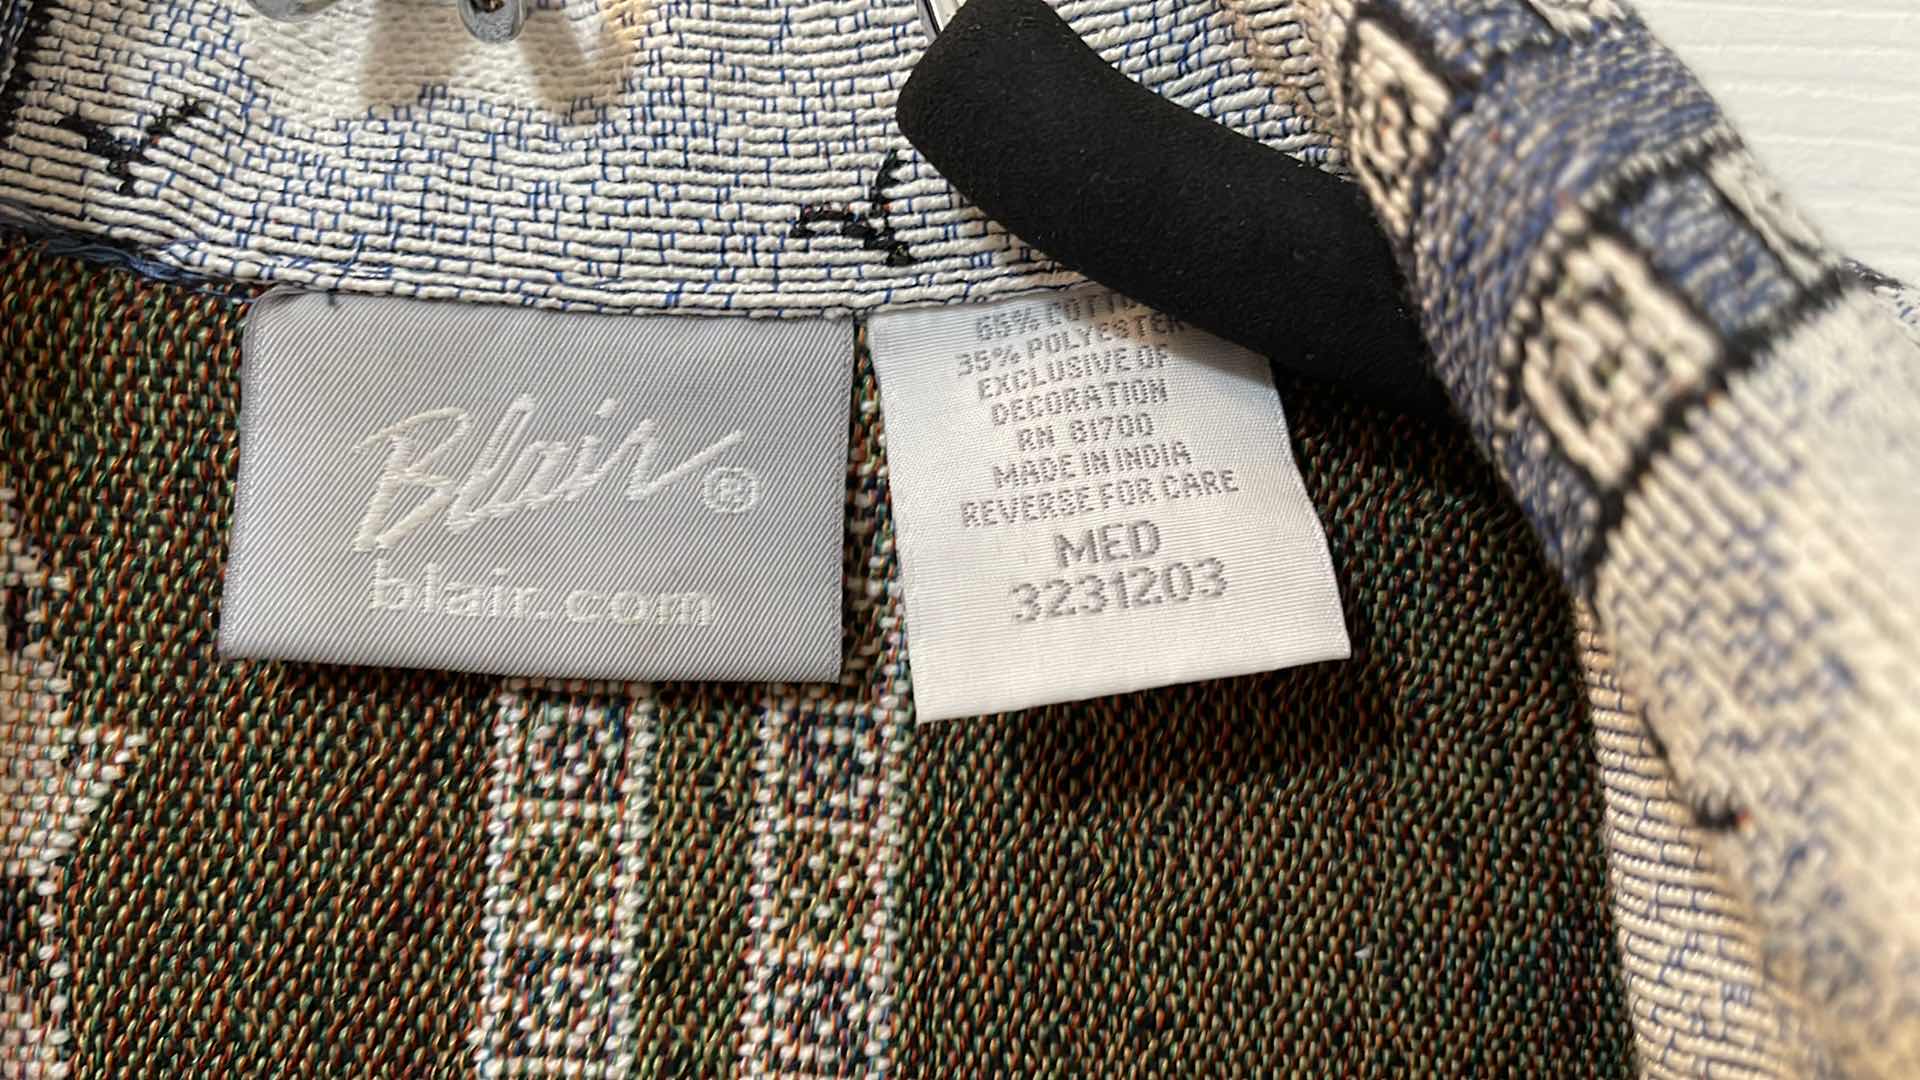 Blair®
blair.com
65% COTTON
35% POLYESTER
EXCLUSIVE OF
DECORATION
RN 81700
MADE IN INDIA
REVERSE FOR CARE
MED
3231203